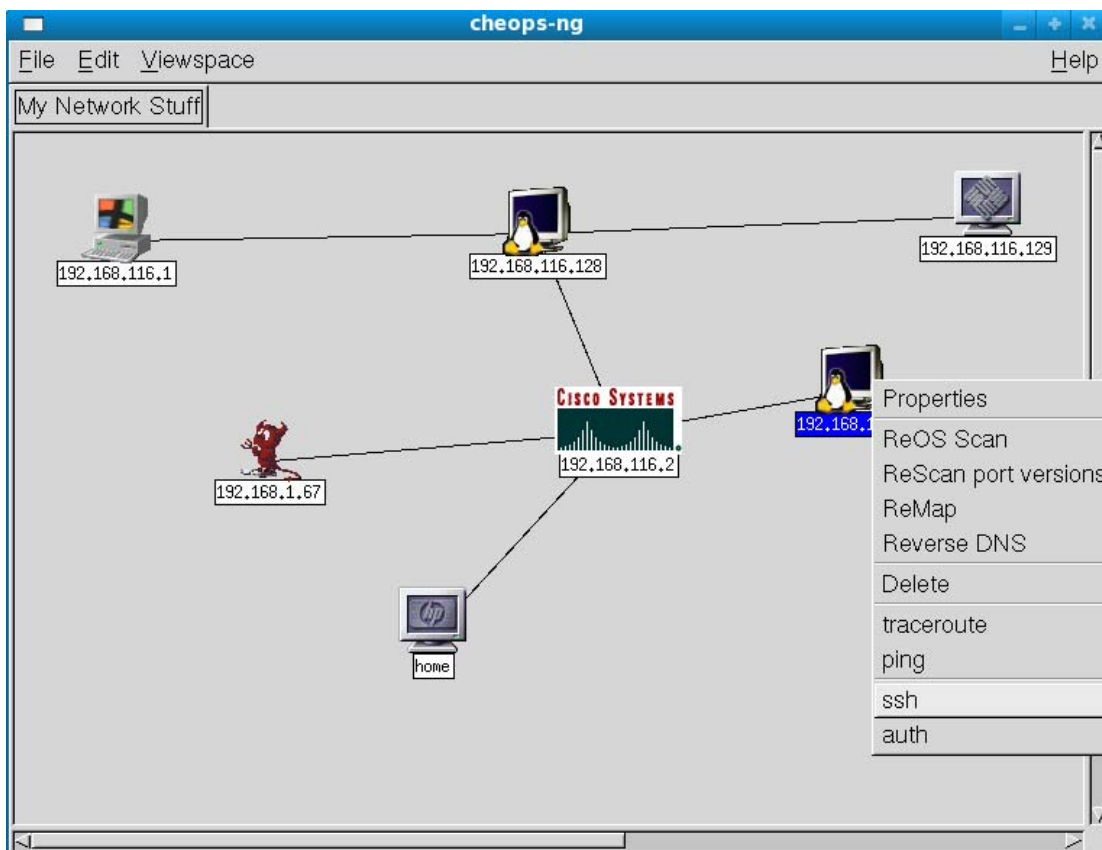 cheops-ng
File Edit Viewspace Help
My Network Stuff
192.168.116.1
192.168.116.128
192.168.116.129
CISCO SYSTEMS
192.168.116.2
192.168.1.67
home
Properties
ReOS Scan
ReScan port versions
ReMap
Reverse DNS
Delete
traceroute
ping
ssh
auth
hp